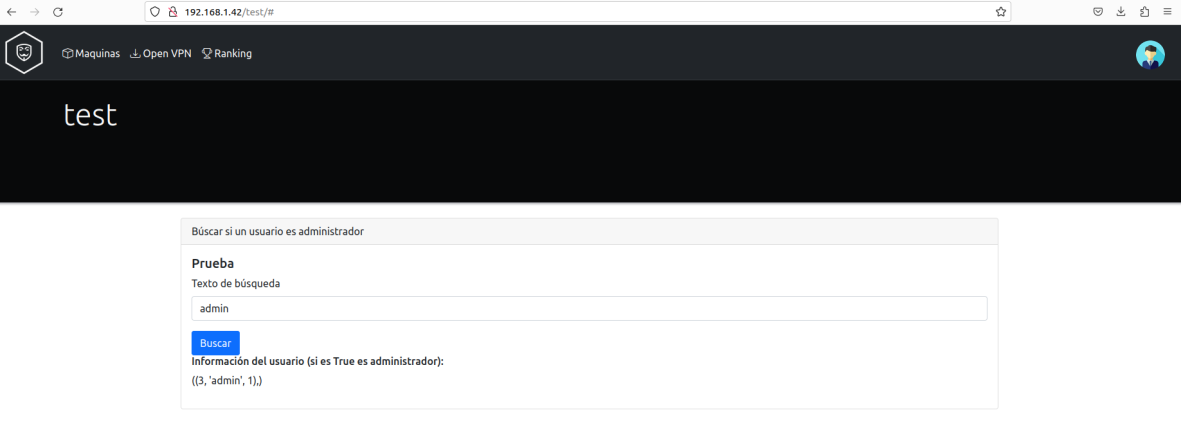 192.168.1.42/test/#
Maquinas Open VPN Ranking
test
Búscar si un usuario es administrador
Prueba
Texto de búsqueda
admin
Buscar
Información del usuario (si es True es administrador):
((3, 'admin', 1),)